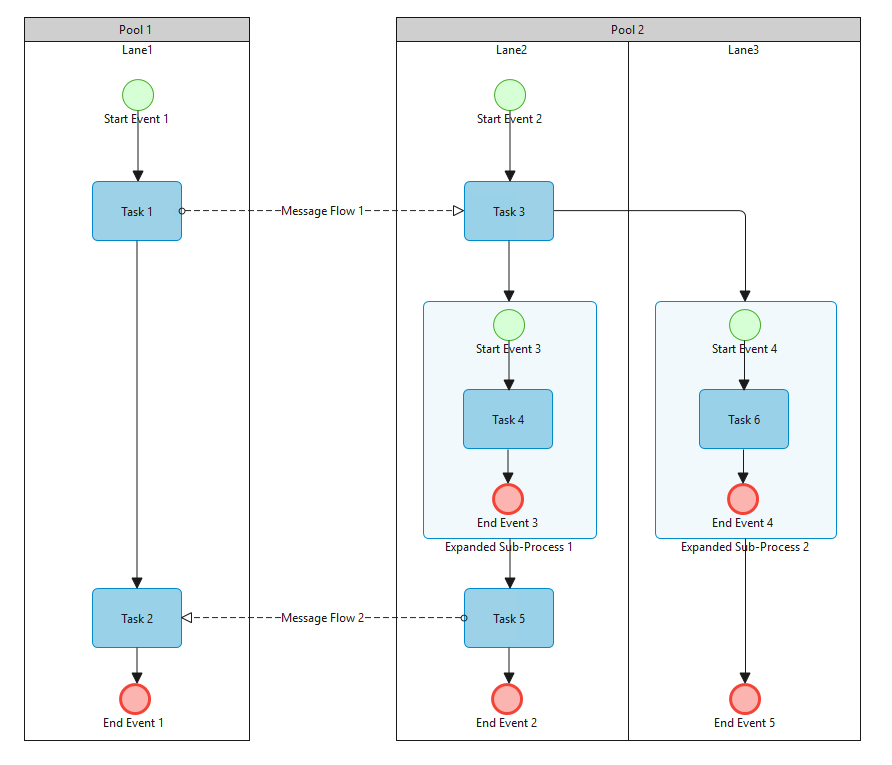 Pool 1
Pool 2
Lane1
Lane2
Lane3
Start Event 1
Start Event 2
Task 1
Message Flow 1
Task 3
Start Event 3
Start Event 4
Task 4
Task 6
End Event 3
End Event 4
Expanded Sub-Process 1
Expanded Sub-Process 2
Task 2
Message Flow 2
Task 5
End Event 1
End Event 2
End Event 5